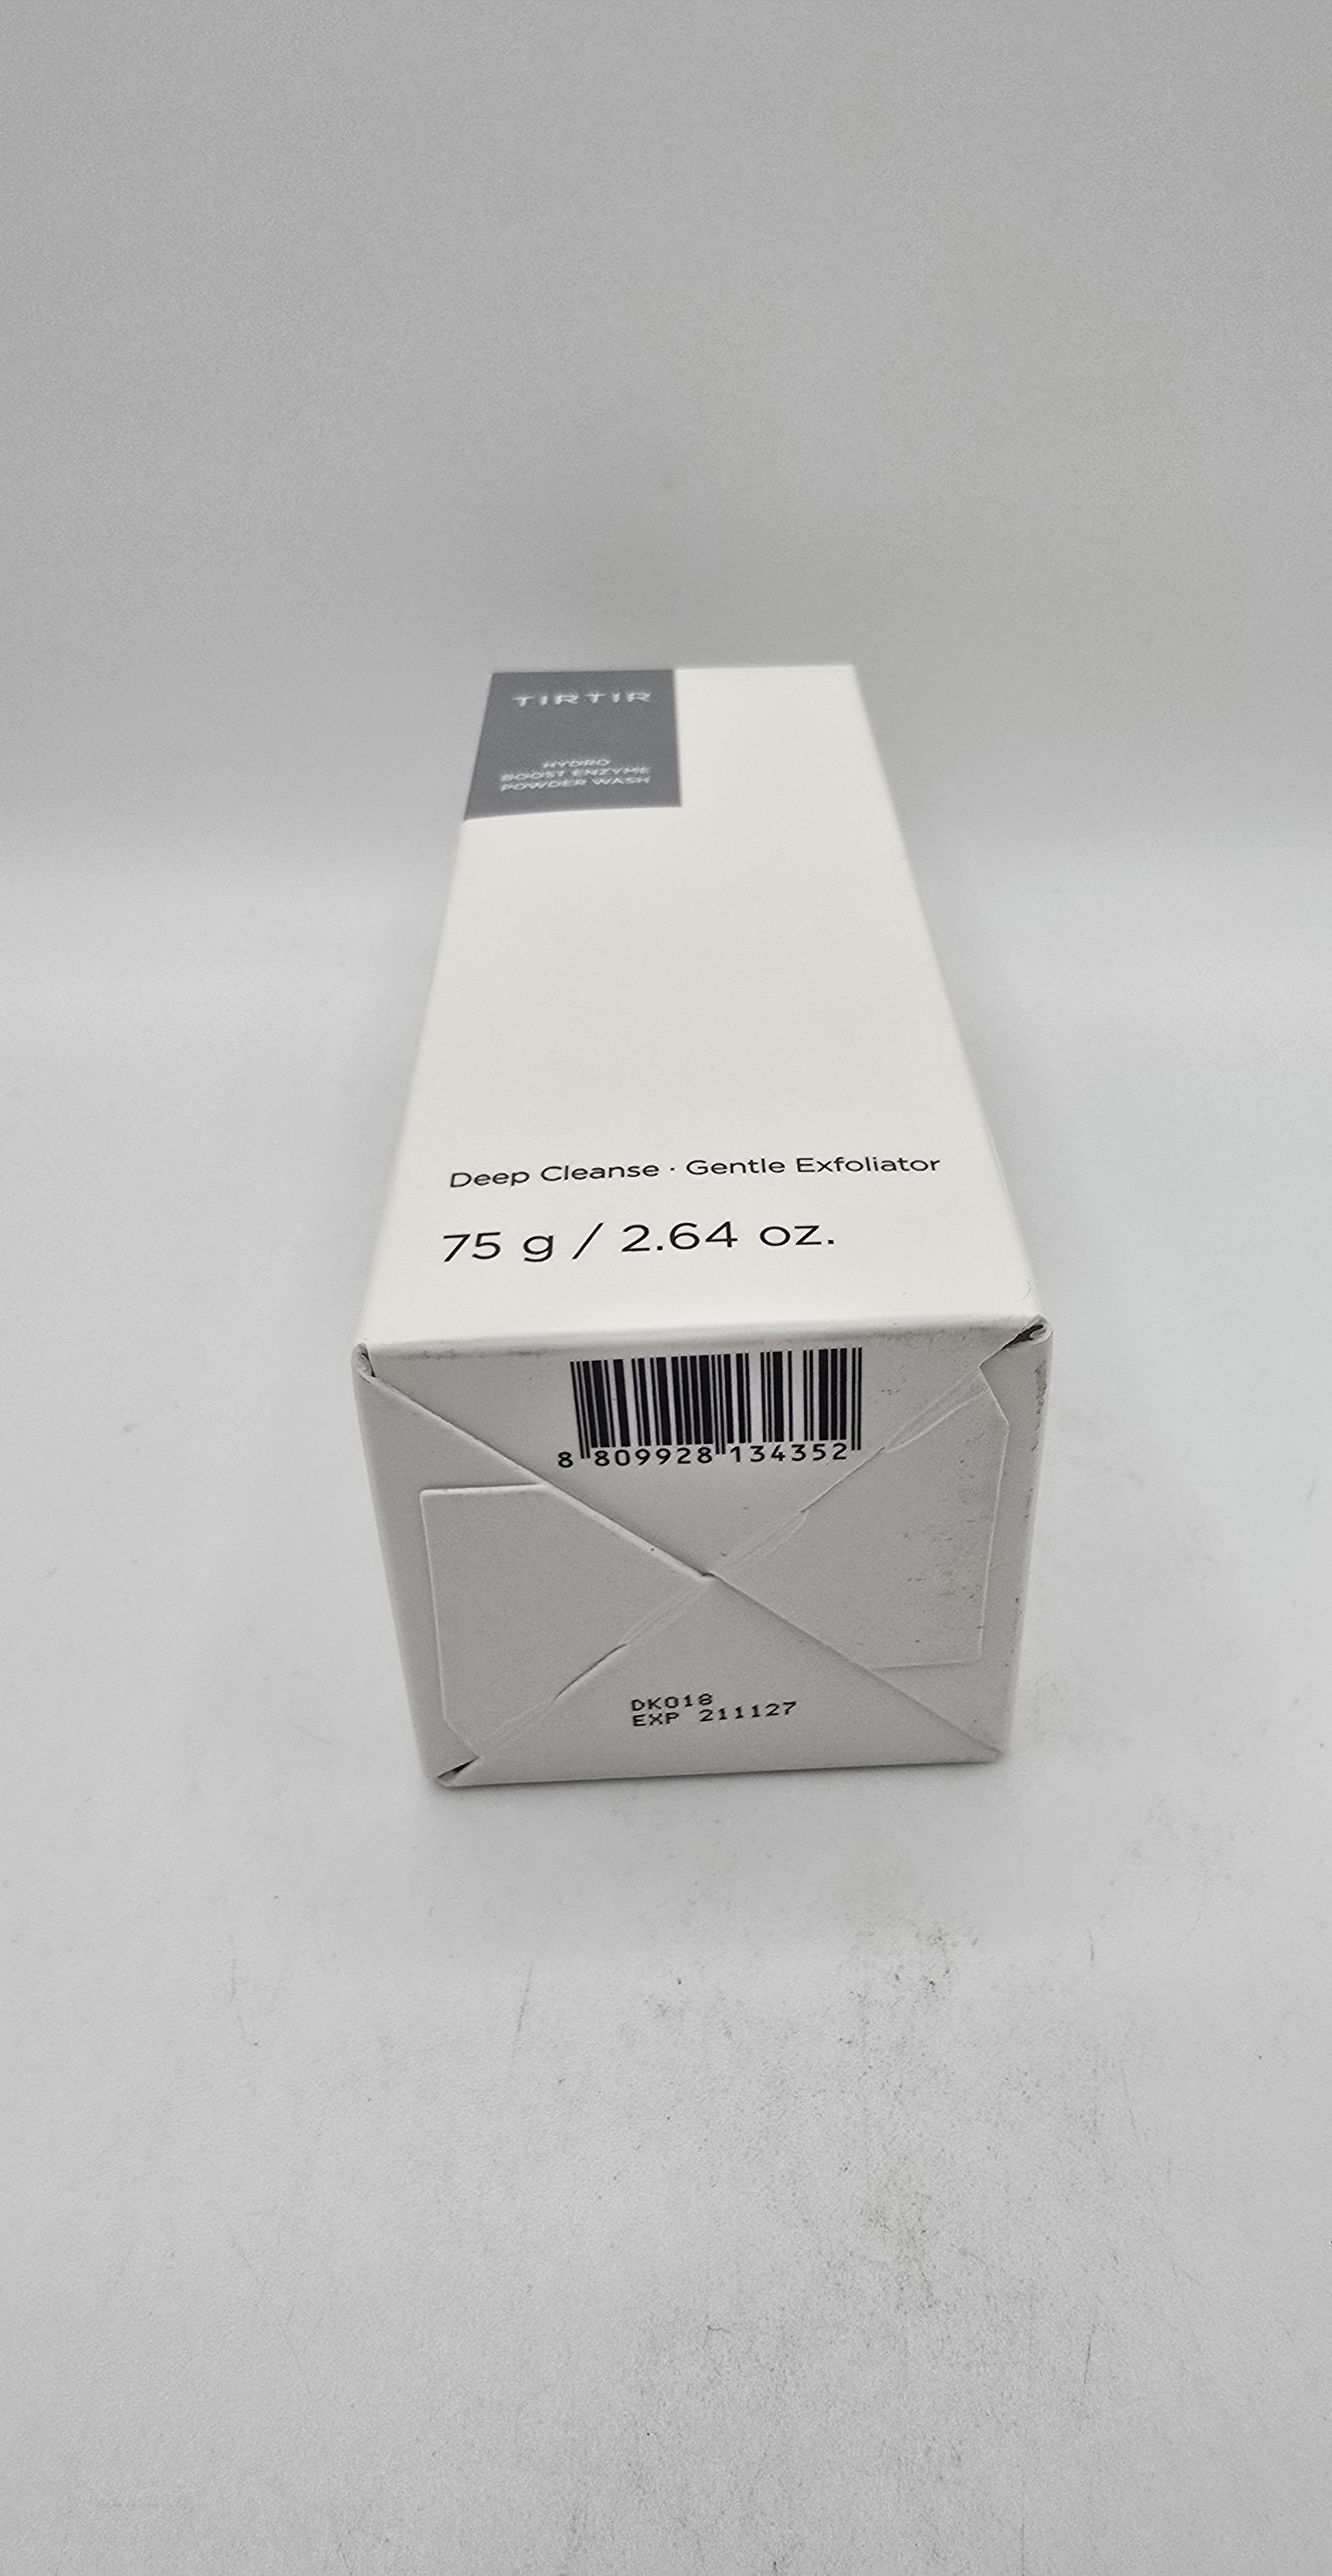 TIRTIR
HYDRO
BOOST ENZYME
POWDER WASH
Deep Cleanse · Gentle Exfoliator
75 g / 2.64 oz.
8 809928 134352
DK018
EXP 211127